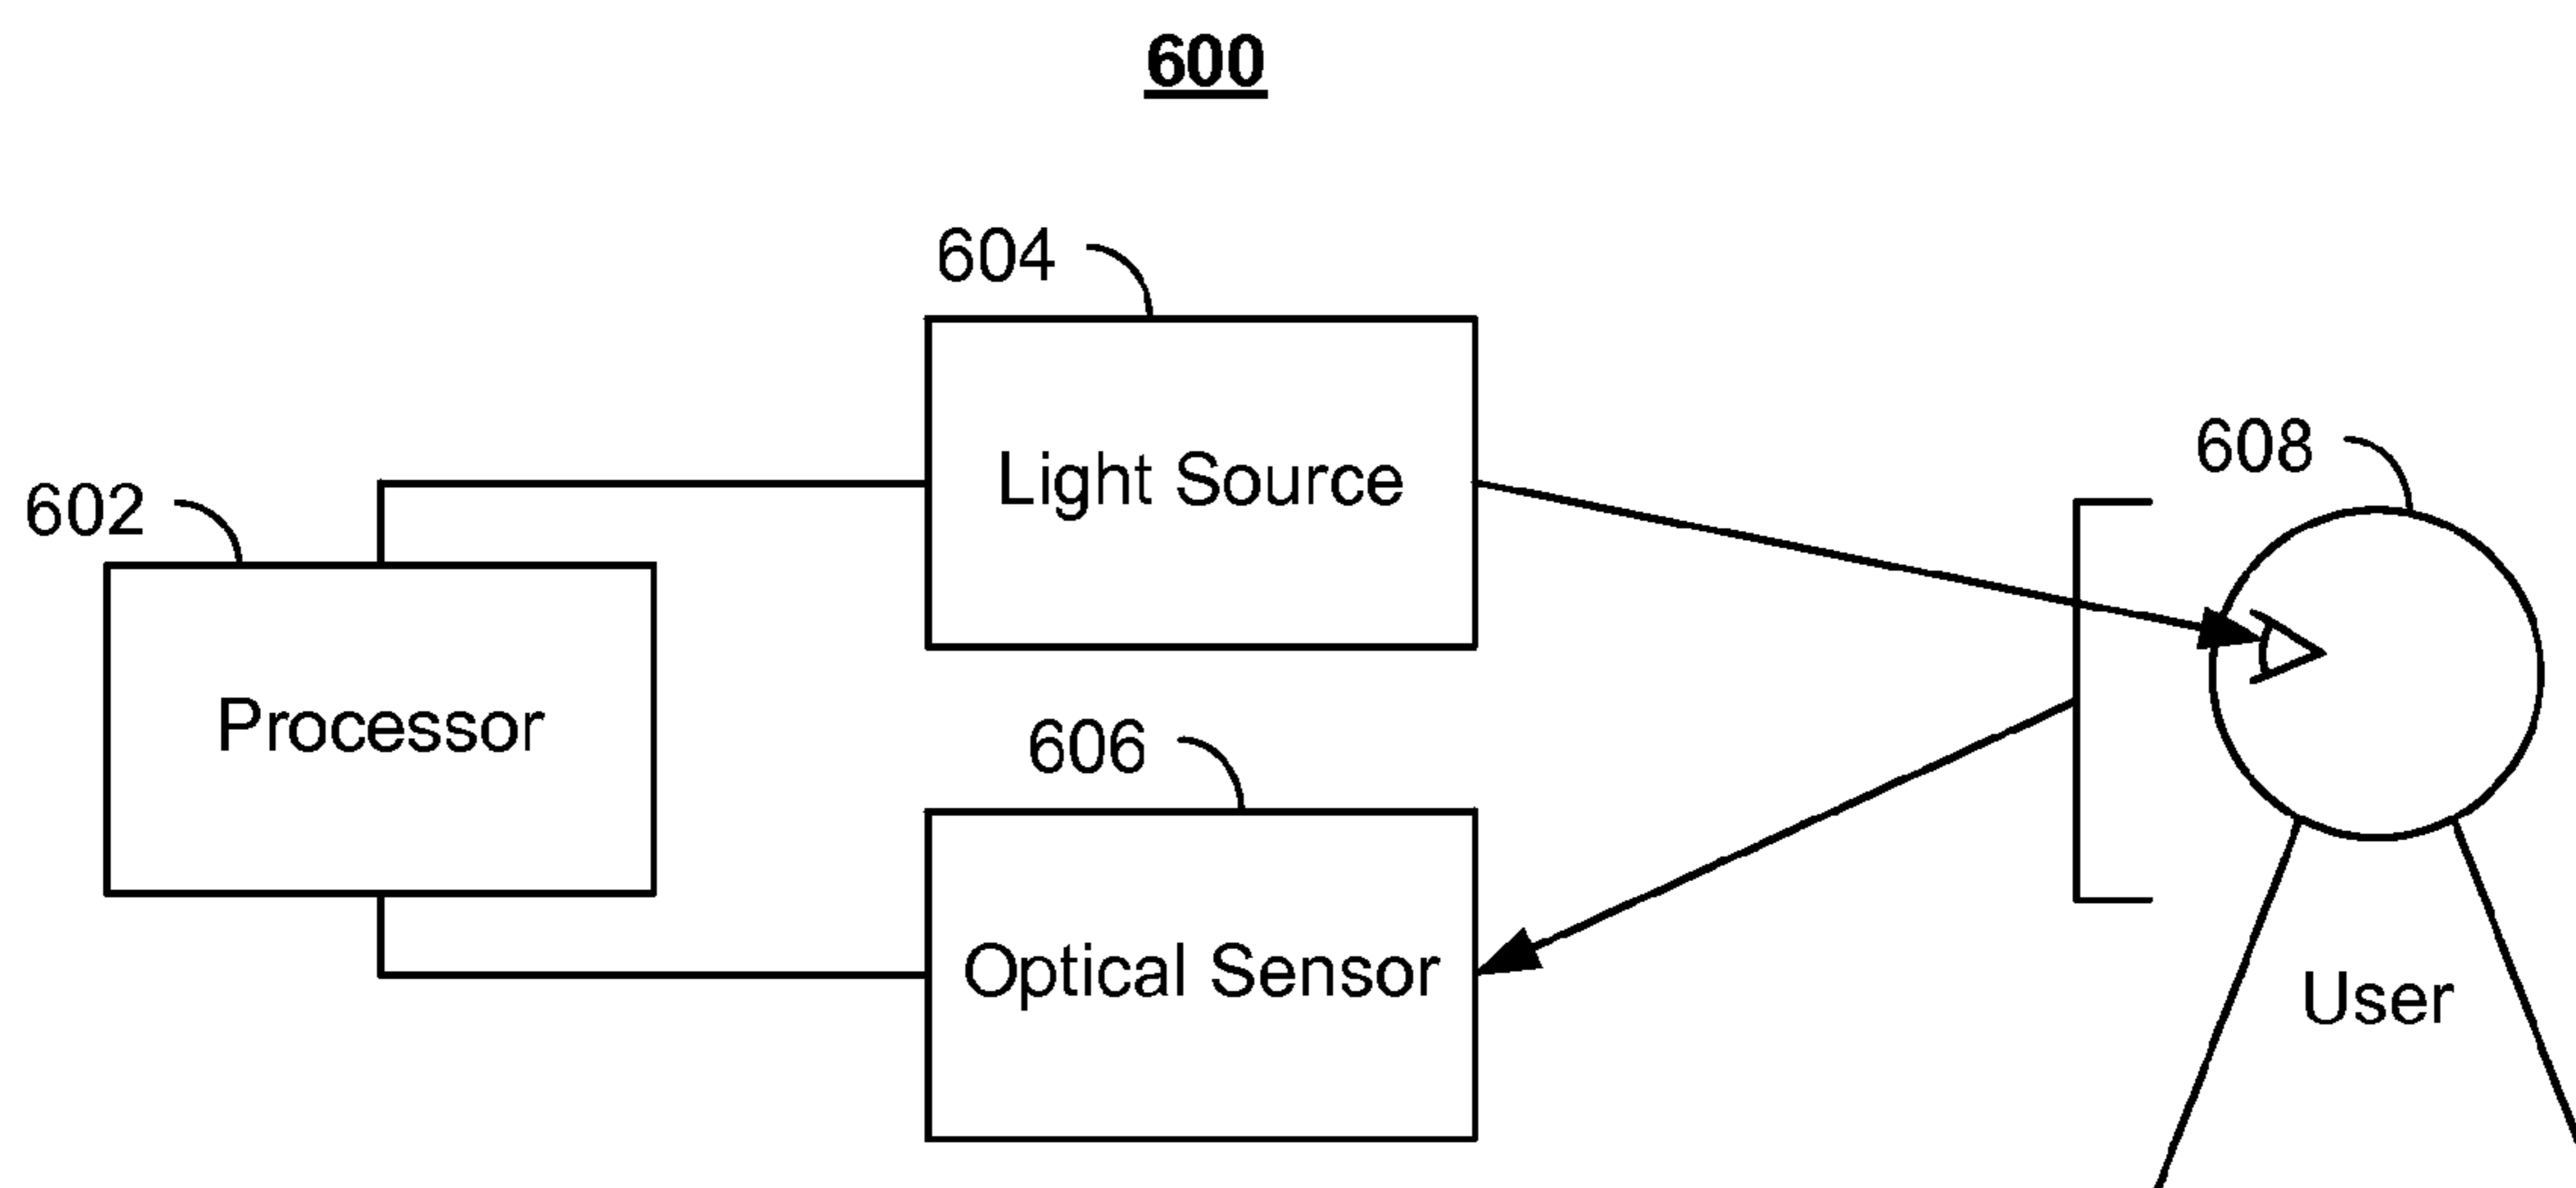 600
604
Light Source
608
602
Processor
606
Optical Sensor
User